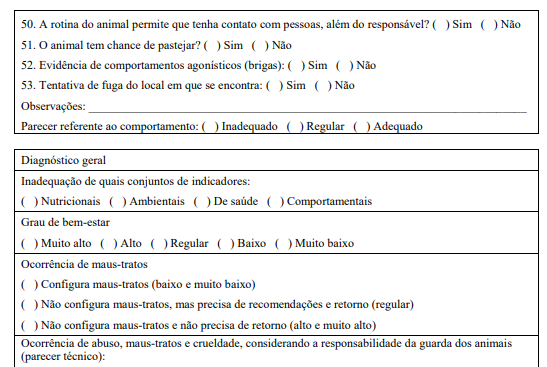 50. A rotina do animal permite que tenha contato com pessoas, além do responsável? ( ) Sim ( ) Não
51. O animal tem chance de pastejar? ( ) Sim ( ) Não
52. Evidência de comportamentos agonísticos (brigas): ( ) Sim ( ) Não
53. Tentativa de fuga do local em que se encontra: ( ) Sim ( ) Não
Observações: ______________________________
Parecer referente ao comportamento: ( ) Inadequado ( ) Regular ( ) Adequado
Diagnóstico geral
Inadequação de quais conjuntos de indicadores:
( ) Nutricionais ( ) Ambientais ( ) De saúde ( ) Comportamentais
Grau de bem-estar
( ) Muito alto ( ) Alto ( ) Regular ( ) Baixo ( ) Muito baixo
Ocorrência de maus-tratos
( ) Configura maus-tratos (baixo e muito baixo)
( ) Não configura maus-tratos, mas precisa de recomendações e retorno (regular)
( ) Não configura maus-tratos e não precisa de retorno (alto e muito alto)
Ocorrência de abuso, maus-tratos e crueldade, considerando a responsabilidade da guarda dos animais
(parecer técnico):